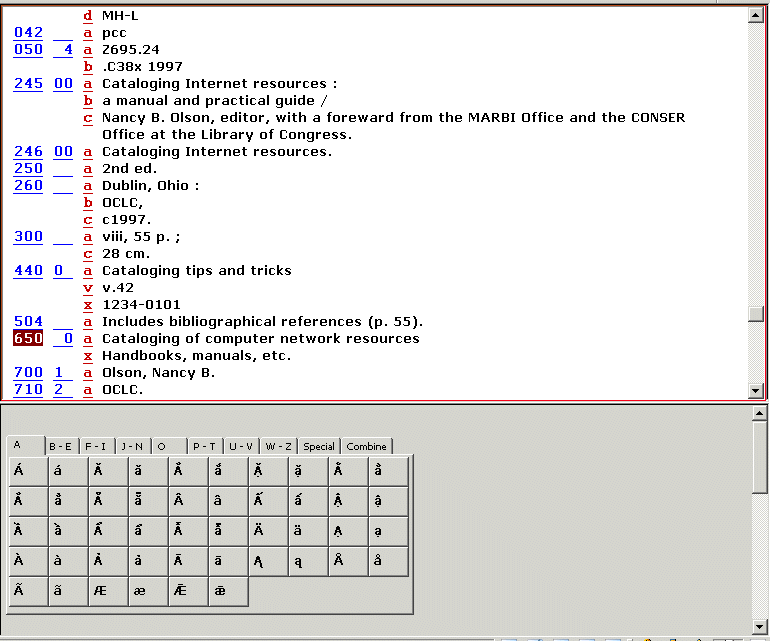 d MH-L
042 __ a pcc
050 _4 a Z695.24
b .C38x 1997
245 00 a Cataloging Internet resources :
b a manual and practical guide /
c Nancy B. Olson, editor, with a foreward from the MARBI Office and the CONSER
Office at the Library of Congress.
246 00 a Cataloging Internet resources.
250 __ a 2nd ed.
260 __ a Dublin, Ohio :
b OCLC,
c c1997.
300 __ a viii, 55 p. ;
c 28 cm.
440 0_ a Cataloging tips and tricks
v v.42
x 1234-0101
504 __ a Includes bibliographical references (p. 55).
650 _0 a Cataloging of computer network resources
x Handbooks, manuals, etc.
700 1_ a Olson, Nancy B.
710 2_ a OCLC.
A B - E F - I J - N O P - T U - V W - Z Special Combine
Á á Ă ă Ắ ắ Ặ ặ Ằ ằ
Ẳ ẳ Ẵ ẵ Â â Ấ ấ Ậ ậ
Ầ ầ Ẩ ẩ Ẫ ẫ Ä ä Ạ ạ
À à Ả ả Ā ā Ą ą Å å
Ã ã Æ æ Ǣ ǣ